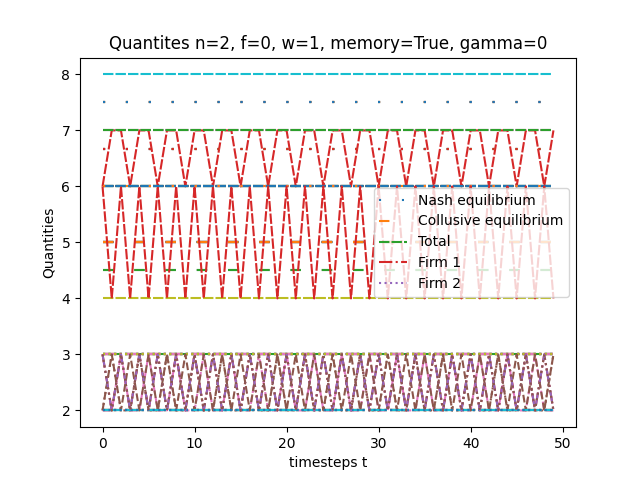 Quantites n=2, f=0, w=1, memory=True, gamma=0
8
7
6
5
4
3
2
Quantities
Nash equilibrium
Collusive equilibrium
Total
Firm 1
Firm 2
0 10 20 30 40 50
timesteps t